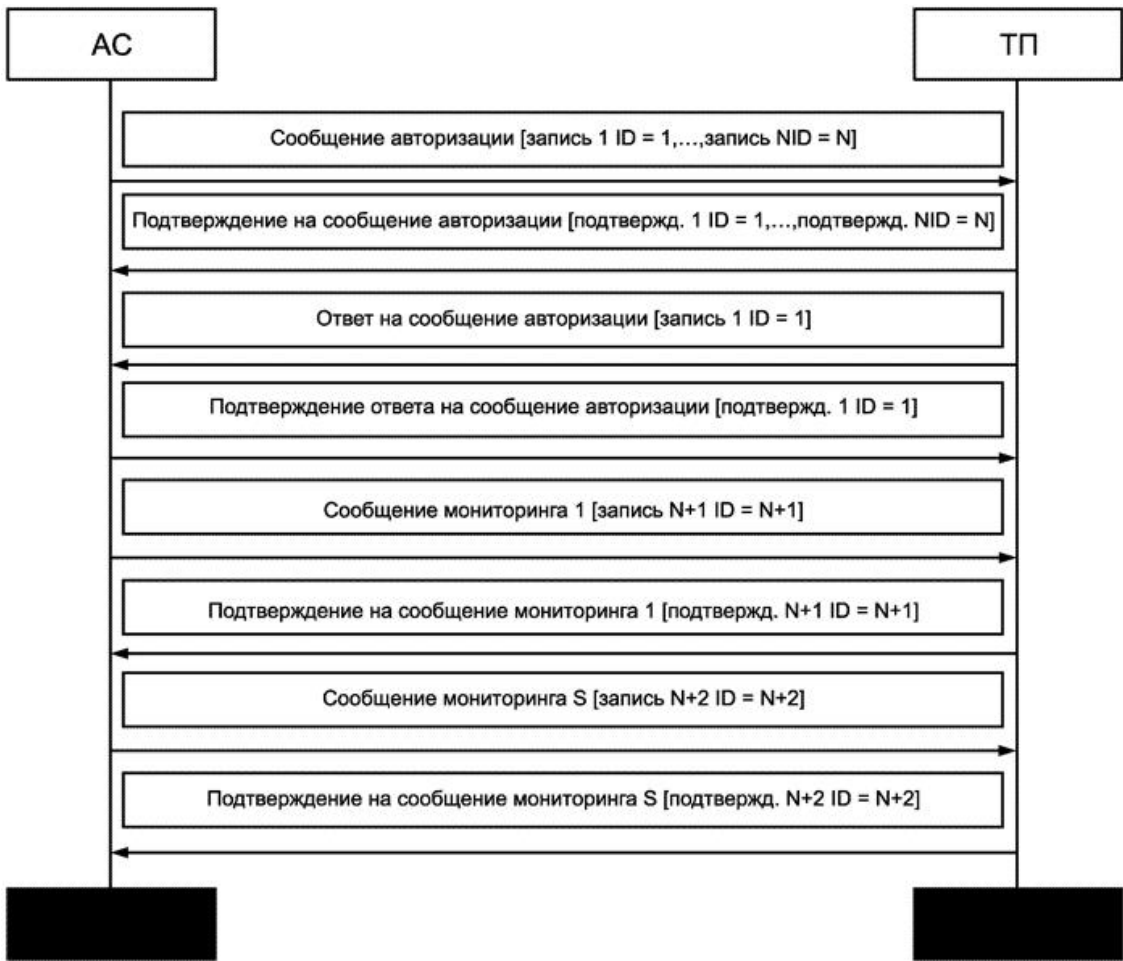 АС
ТП
Сообщение авторизации [запись 1 ID = 1,...,запись NID = N]
Подтверждение на сообщение авторизации [подтвержд. 1 ID = 1,...,подтвержд. NID = N]
Ответ на сообщение авторизации [запись 1 ID = 1]
Подтверждение ответа на сообщение авторизации [подтвержд. 1 ID = 1]
Сообщение мониторинга 1 [запись N+1 ID = N+1]
Подтверждение на сообщение мониторинга 1 [подтвержд. N+1 ID = N+1]
Сообщение мониторинга S [запись N+2 ID = N+2]
Подтверждение на сообщение мониторинга S [подтвержд. N+2 ID = N+2]